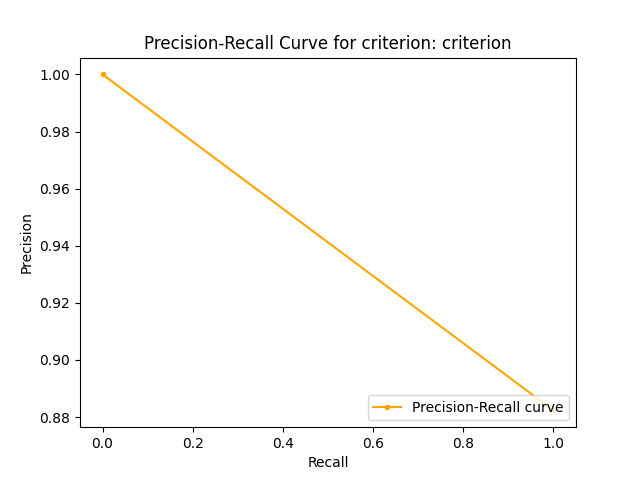 Precision-Recall Curve for criterion: criterion
1.00
0.98
0.96
0.94
0.92
0.90
0.88
Precision
Precision-Recall curve
0.0 0.2 0.4 0.6 0.8 1.0
Recall